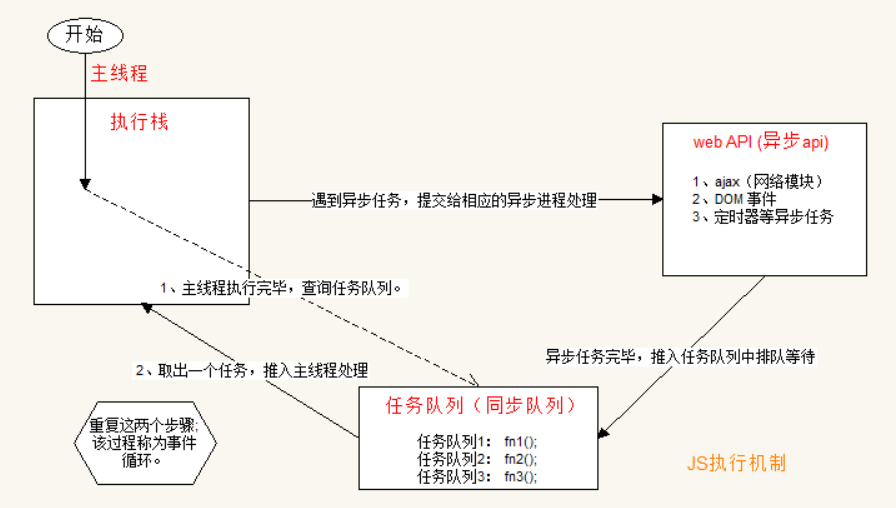 开始
主线程
执行栈
web API (异步api)
1、ajax（网络模块）
2、DOM 事件
3、定时器等异步任务
遇到异步任务，提交给相应的异步进程处理
1、主线程执行完毕，查询任务队列。
异步任务完毕，推入任务队列中排队等待
2、取出一个任务，推入主线程处理
任务队列（同步队列）
任务队列1： fn1();
任务队列2： fn2();
任务队列3： fn3();
重复这两个步骤;
该过程称为事件
循环。
JS执行机制